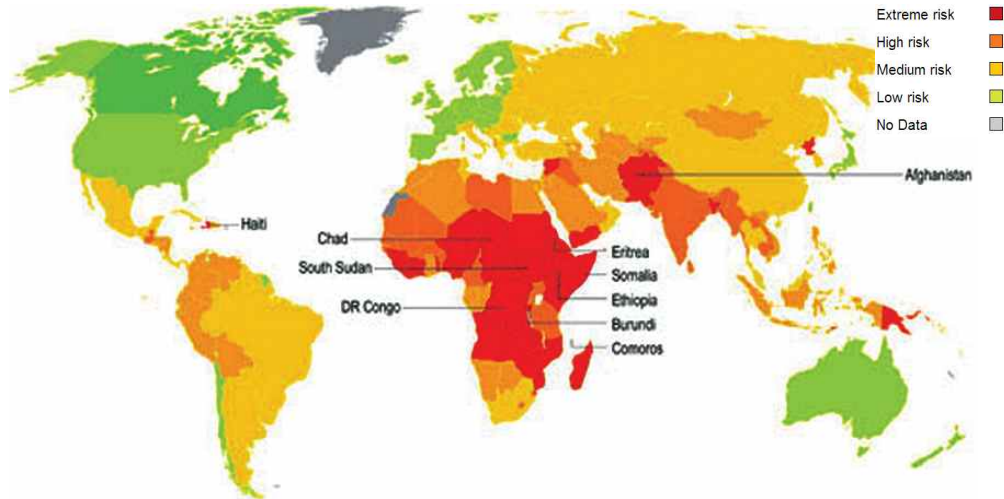 Extreme risk
High risk
Medium risk
Low risk
No Data
Afghanistan
Haiti
Chad
South Sudan
DR Congo
Eritrea
Somalia
Ethiopia
Burundi
Comoros